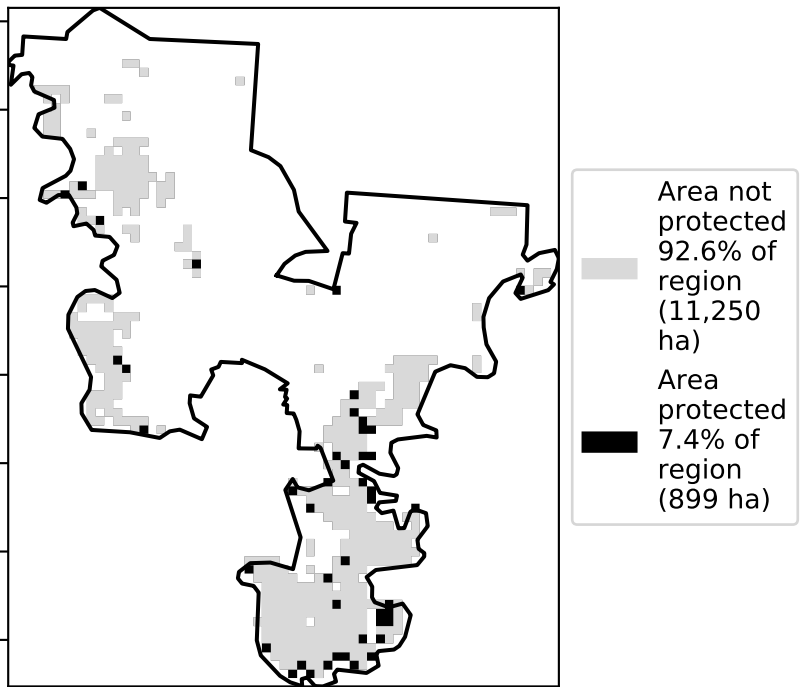 Area not
protected
92.6% of
region
(11,250
ha)
Area
protected
7.4% of
region
(899 ha)